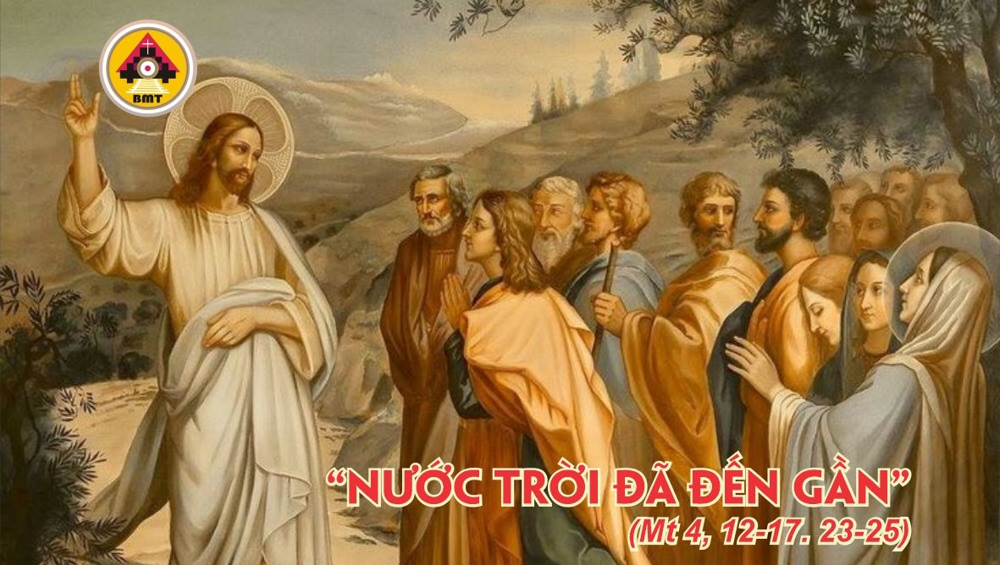 BMT
“NƯỚC TRỜI ĐÃ ĐẾN GẦN”
(Mt 4, 12-17. 23-25)